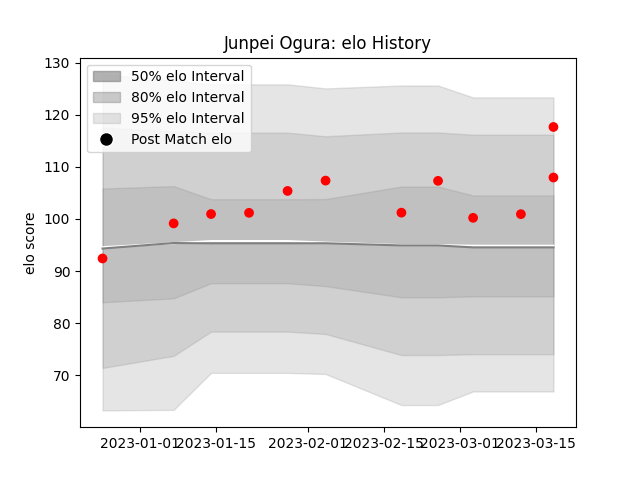 Junpei Ogura: elo History
50% elo Interval
80% elo Interval
95% elo Interval
Post Match elo
elo score
130
120
110
100
90
80
70
2023-01-01
2023-01-15
2023-02-01
2023-02-15
2023-03-01
2023-03-15